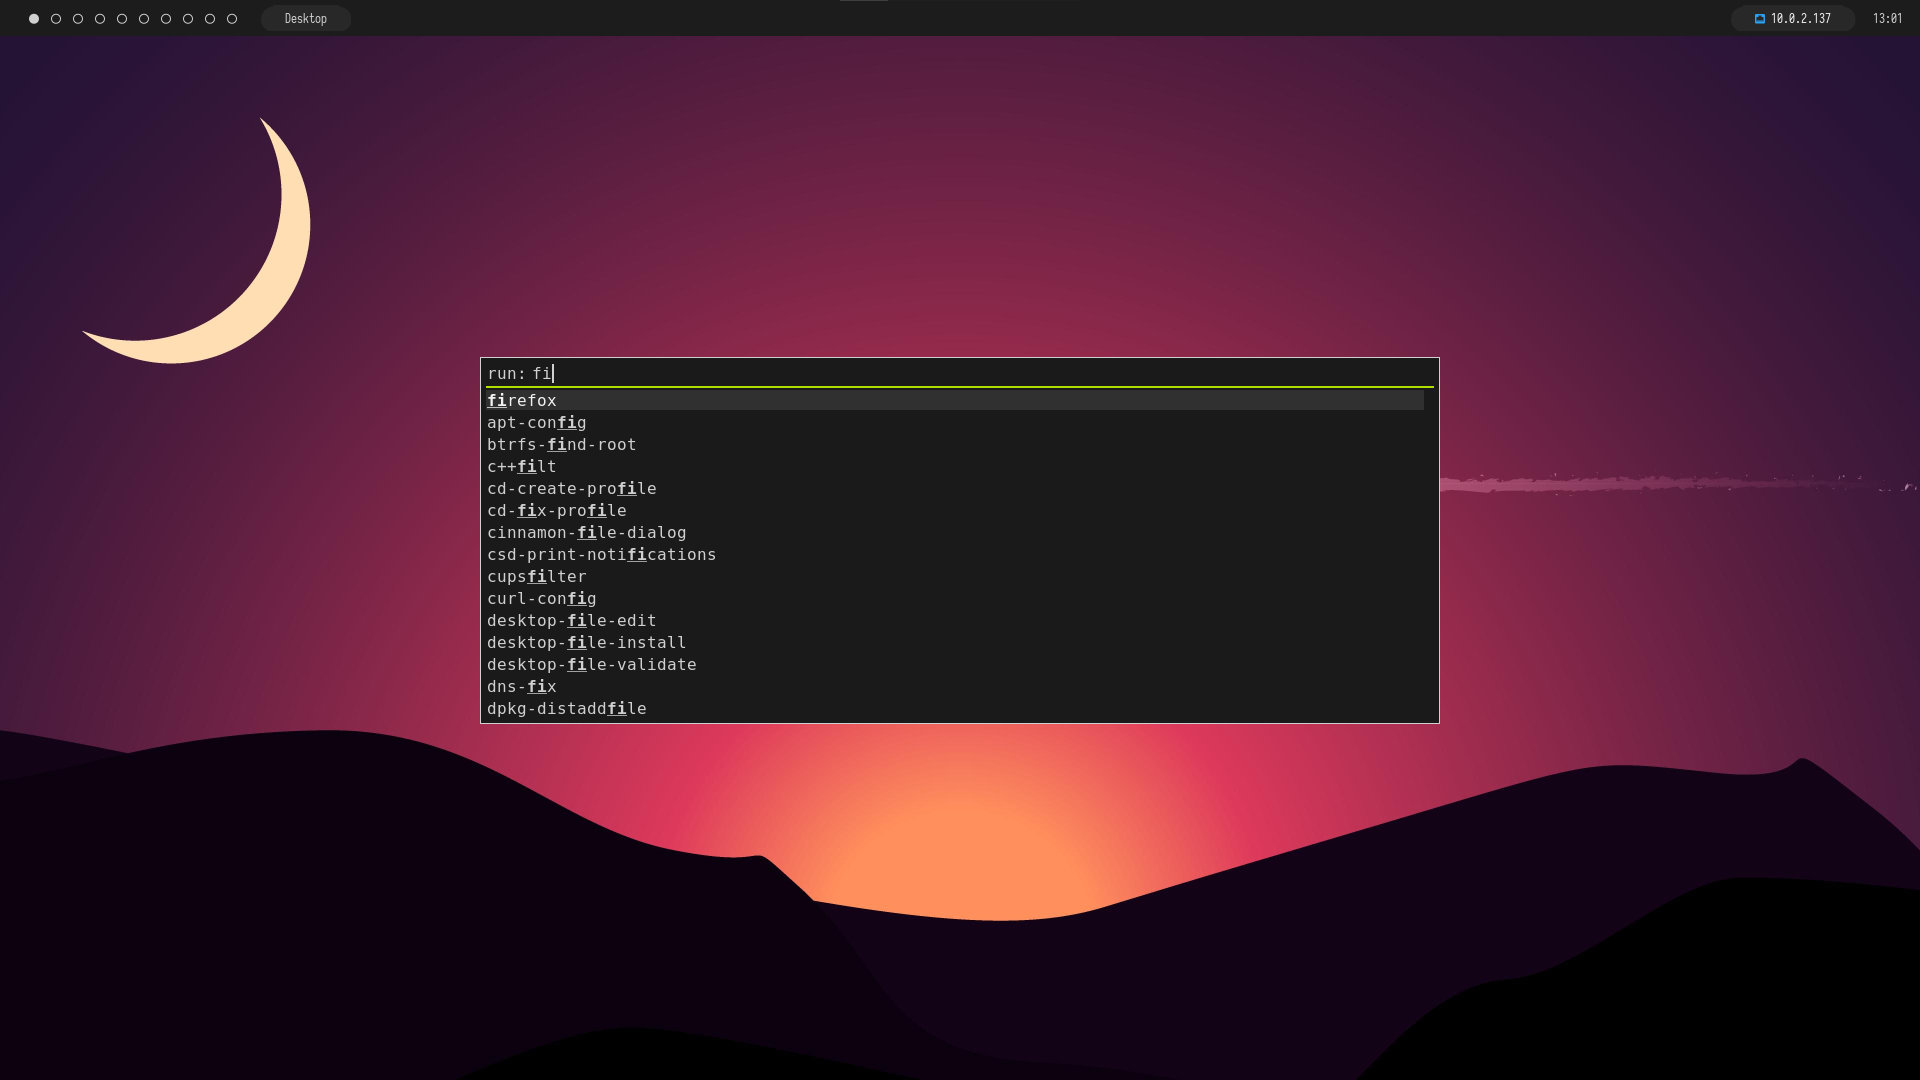 Desktop
10.0.2.137
13:01
run: fi
firefox
apt-config
btrfs-find-root
c++filt
cd-create-profile
cd-fix-profile
cinnamon-file-dialog
csd-print-notifications
cupsfilter
curl-config
desktop-file-edit
desktop-file-install
desktop-file-validate
dns-fix
dpkg-distaddfile